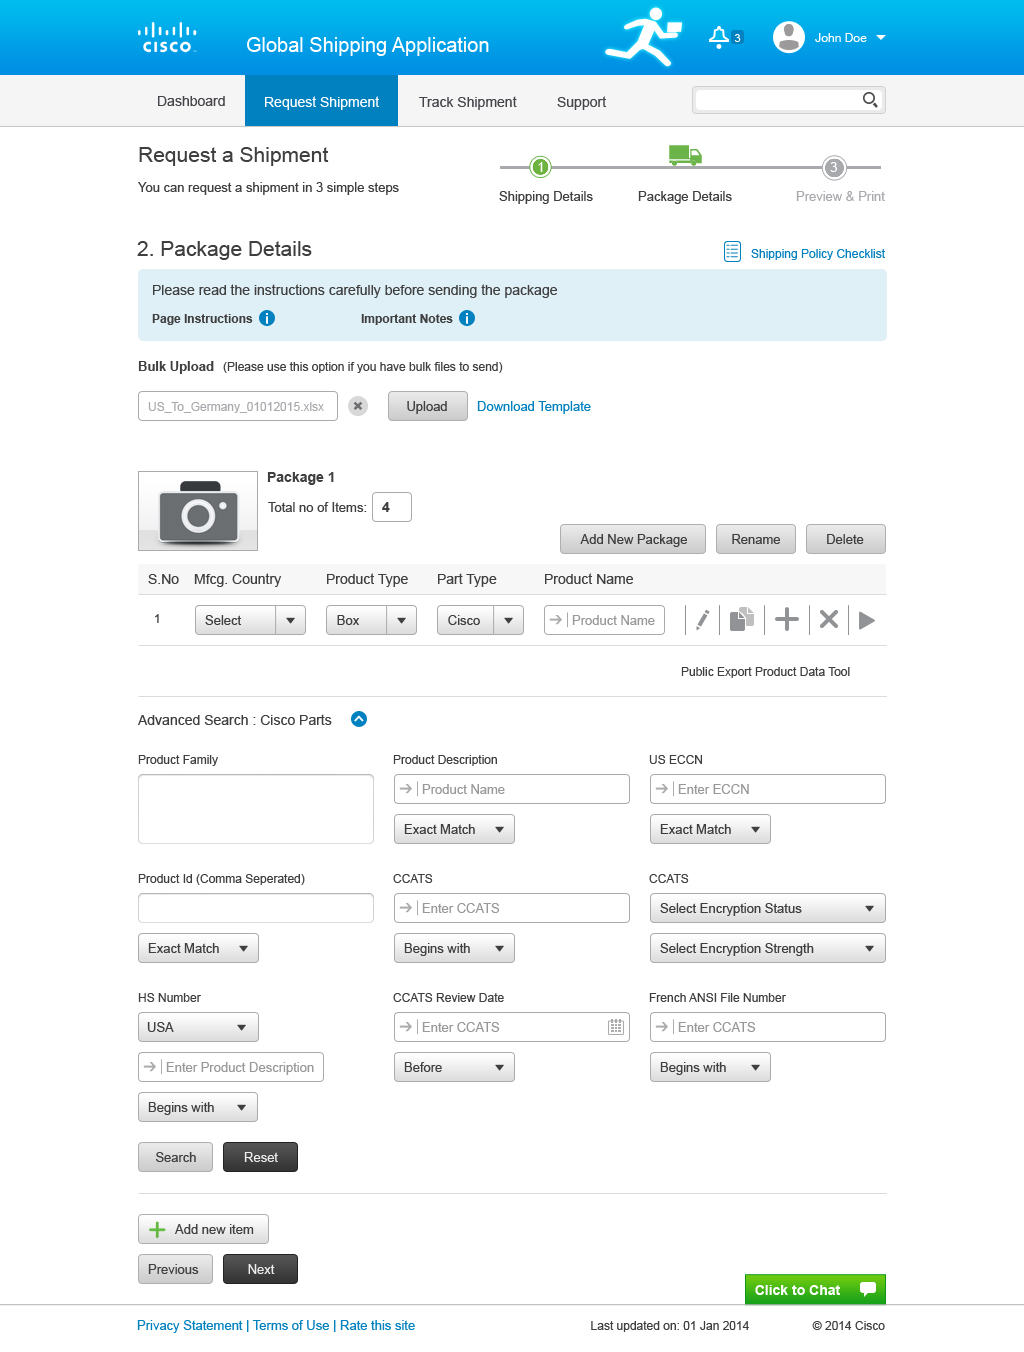 cisco
Global Shipping Application
3
John Doe
Dashboard
Request Shipment
Track Shipment
Support
Request a Shipment
You can request a shipment in 3 simple steps
1
3
Shipping Details
Package Details
Preview & Print
2. Package Details
Shipping Policy Checklist
Please read the instructions carefully before sending the package
Page Instructions
Important Notes
Bulk Upload (Please use this option if you have bulk files to send)
US_To_Germany_01012015.xlsx
Upload
Download Template
Package 1
Total no of Items: 4
Add New Package
Rename
Delete
S.No Mfcg. Country Product Type Part Type Product Name
1 Select Box Cisco Product Name
Public Export Product Data Tool
Advanced Search : Cisco Parts
Product Family
Product Description
Product Name
Exact Match
US ECCN
Enter ECCN
Exact Match
Product Id (Comma Seperated)
Exact Match
CCATS
Enter CCATS
Begins with
CCATS
Select Encryption Status
Select Encryption Strength
HS Number
USA
Enter Product Description
Begins with
CCATS Review Date
Enter CCATS
Before
French ANSI File Number
Enter CCATS
Begins with
Search
Reset
Add new item
Previous
Next
Click to Chat
Privacy Statement | Terms of Use | Rate this site
Last updated on: 01 Jan 2014
© 2014 Cisco